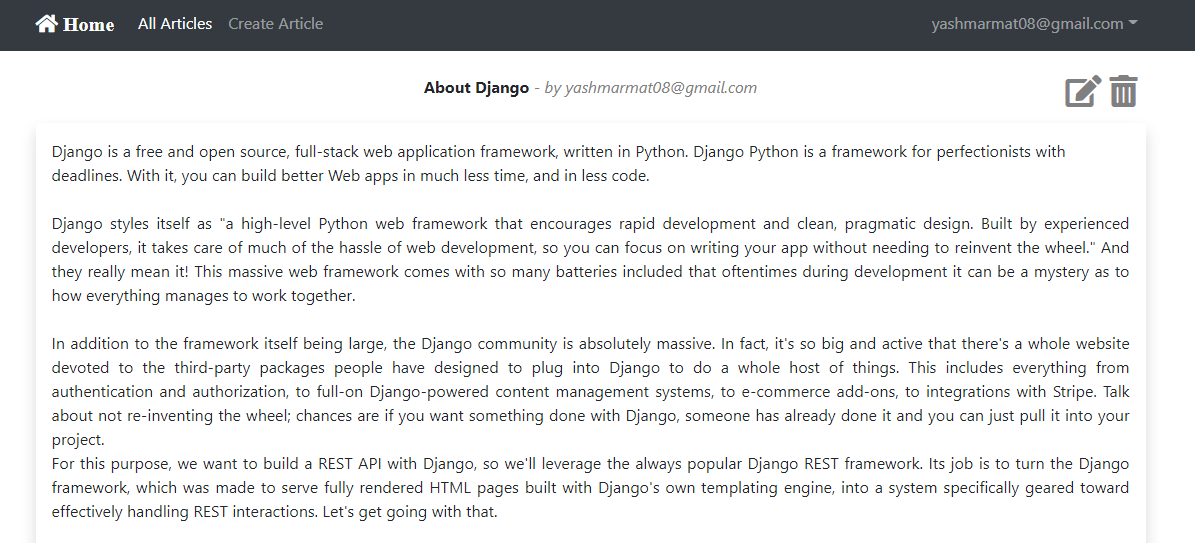 Home All Articles Create Article yashmarmat08@gmail.com
About Django - by yashmarmat08@gmail.com
Django is a free and open source, full-stack web application framework, written in Python. Django Python is a framework for perfectionists with
deadlines. With it, you can build better Web apps in much less time, and in less code.
Django styles itself as "a high-level Python web framework that encourages rapid development and clean, pragmatic design. Built by experienced
developers, it takes care of much of the hassle of web development, so you can focus on writing your app without needing to reinvent the wheel." And
they really mean it! This massive web framework comes with so many batteries included that oftentimes during development it can be a mystery as to
how everything manages to work together.
In addition to the framework itself being large, the Django community is absolutely massive. In fact, it's so big and active that there's a whole website
devoted to the third-party packages people have designed to plug into Django to do a whole host of things. This includes everything from
authentication and authorization, to full-on Django-powered content management systems, to e-commerce add-ons, to integrations with Stripe. Talk
about not re-inventing the wheel; chances are if you want something done with Django, someone has already done it and you can just pull it into your
project.
For this purpose, we want to build a REST API with Django, so we'll leverage the always popular Django REST framework. Its job is to turn the Django
framework, which was made to serve fully rendered HTML pages built with Django's own templating engine, into a system specifically geared toward
effectively handling REST interactions. Let's get going with that.